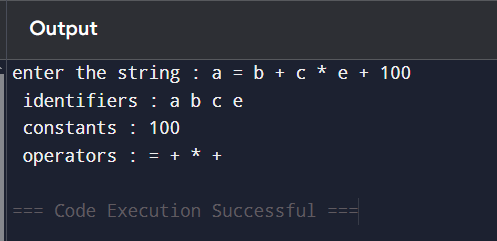 Output
enter the string : a = b + c * e + 100
identifiers : a b c e
constants : 100
operators : = + * +
=== Code Execution Successful ===